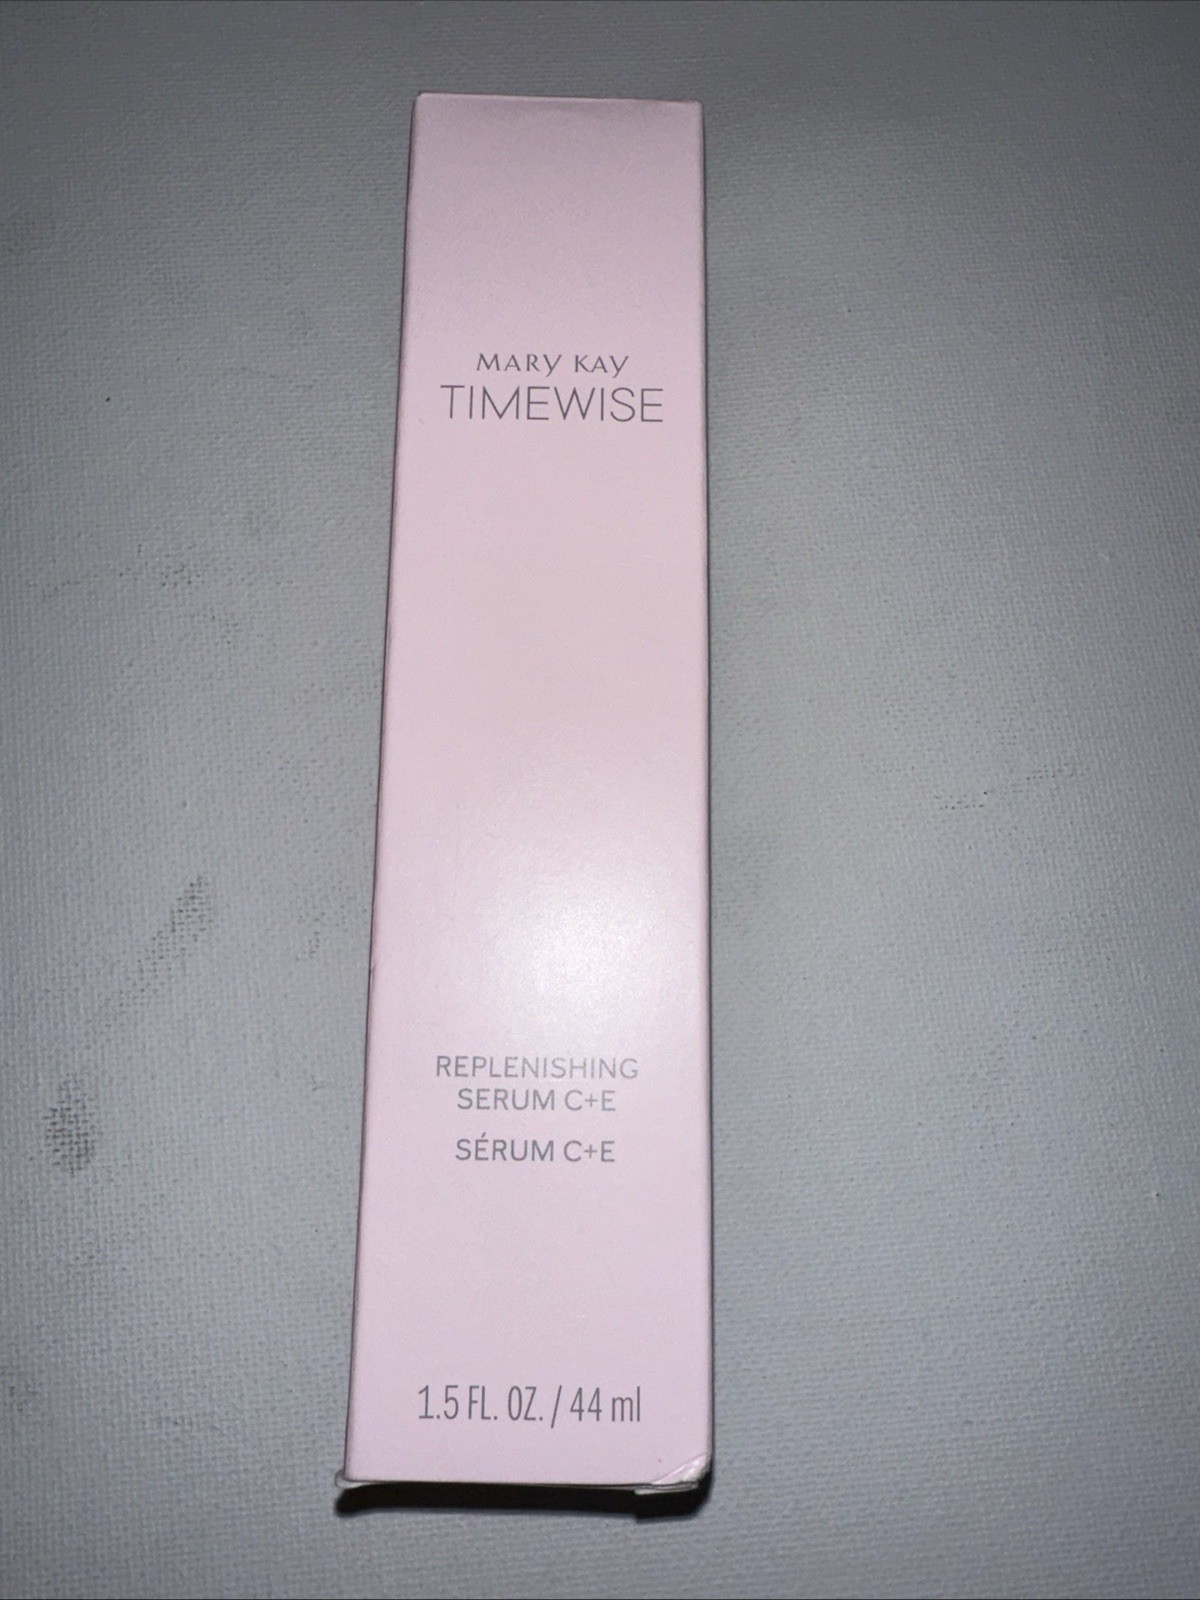 MARY KAY
TIMEWISE
REPLENISHING
SERUM C+E
SÉRUM C+E
1.5 FL. OZ. / 44 ml